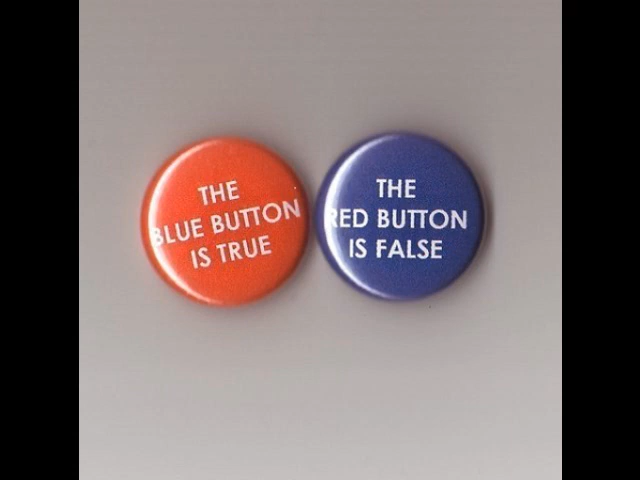 THE
BLUE BUTTON
IS TRUE
THE
RED BUTTON
IS FALSE